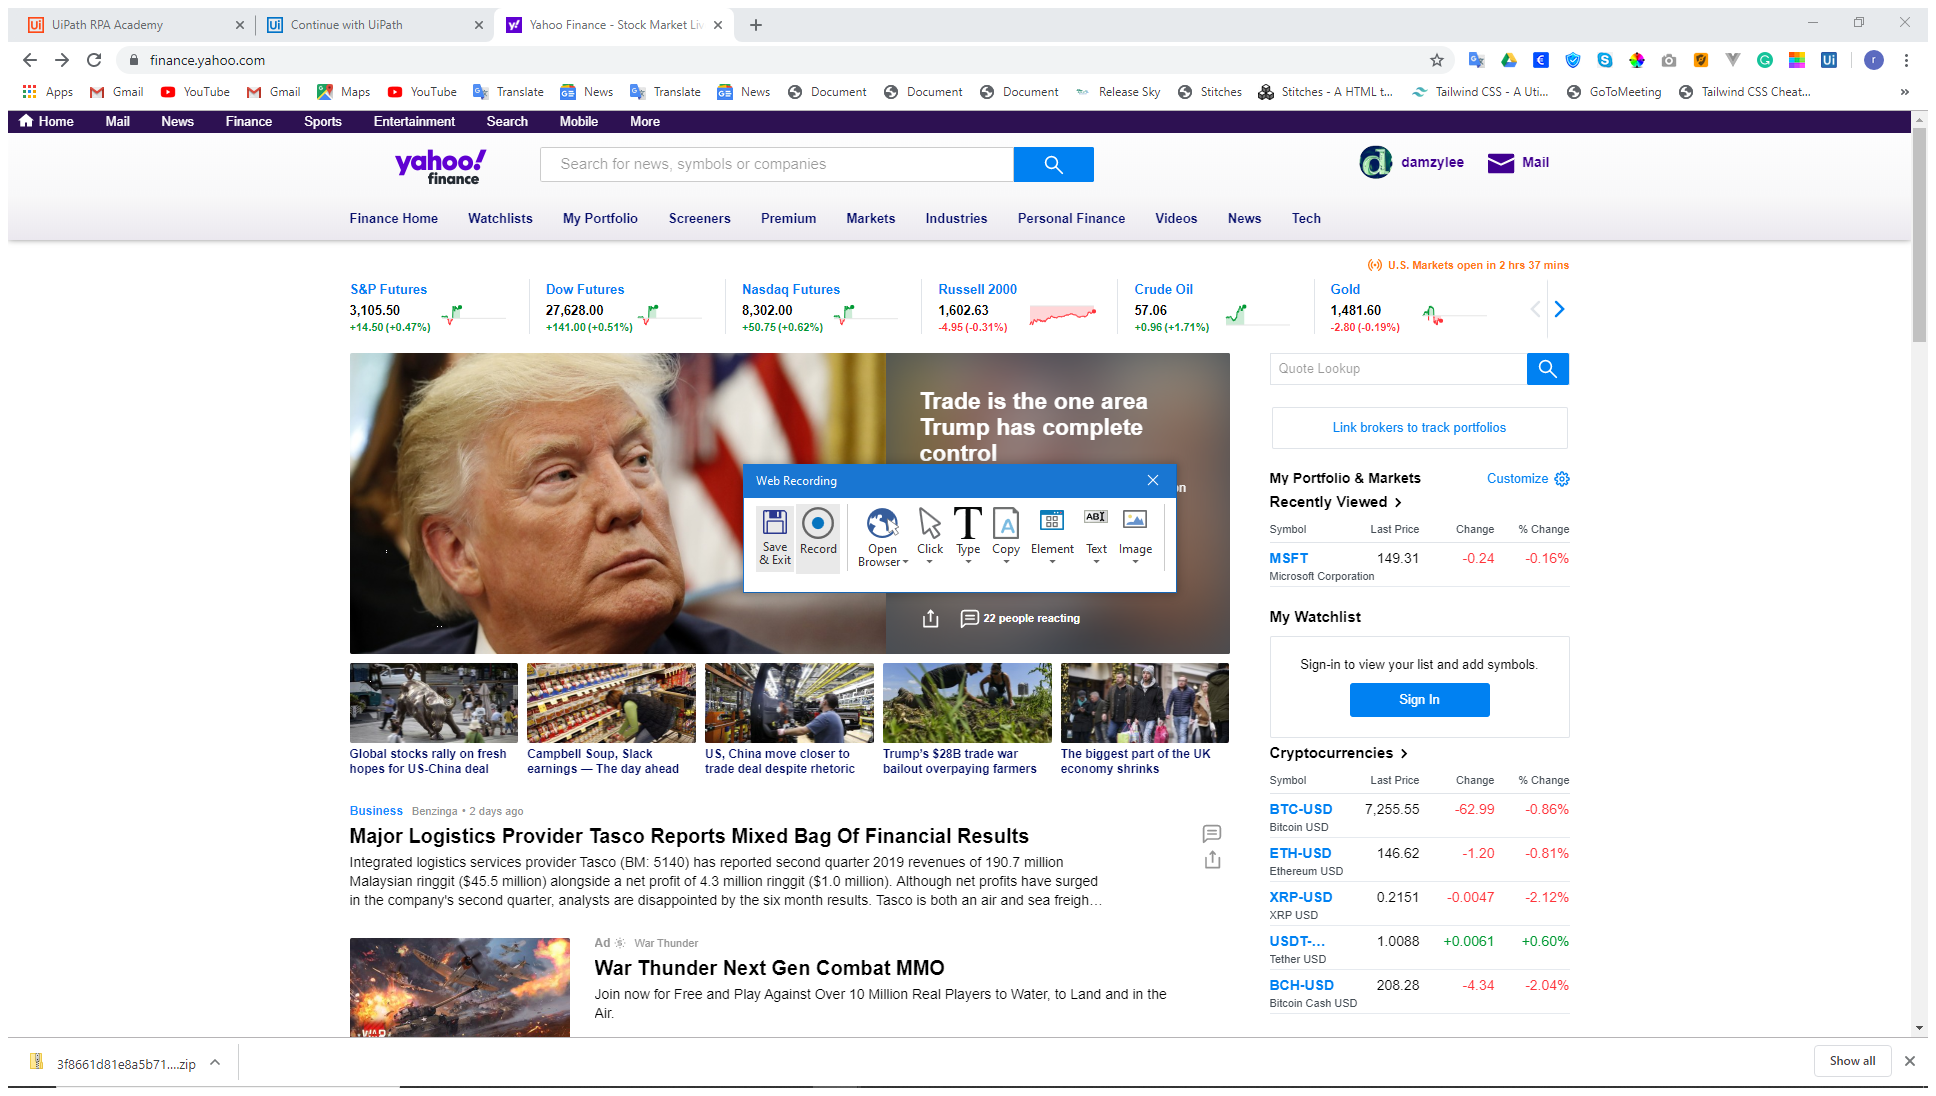 UiPath RPA Academy
Continue with UiPath
Yahoo Finance - Stock Market Liv
finance.yahoo.com
Apps
Gmail
YouTube
Gmail
Maps
YouTube
Translate
News
Translate
News
Document
Document
Document
Release Sky
Stitches
Stitches - A HTML t...
Tailwind CSS - A Uti...
GoToMeeting
Tailwind CSS Cheat...
»
Home Mail News Finance Sports Entertainment Search Mobile More
yahoo!
finance
Search for news, symbols or companies
damzylee
Mail
Finance Home Watchlists My Portfolio Screeners Premium Markets Industries Personal Finance Videos News Tech
U.S. Markets open in 2 hrs 37 mins
S&P Futures
3,105.50
+14.50 (+0.47%)
Dow Futures
27,628.00
+141.00 (+0.51%)
Nasdaq Futures
8,302.00
+50.75 (+0.62%)
Russell 2000
1,602.63
-4.95 (-0.31%)
Crude Oil
57.06
+0.96 (+1.71%)
Gold
1,481.60
-2.80 (-0.19%)
Trade is the one area
Trump has complete
control
n
22 people reacting
Web Recording
Save
& Exit
Record
Open
Browser
Click
Type
Copy
Element
Text
Image
Global stocks rally on fresh
hopes for US-China deal
Campbell Soup, Slack
earnings — The day ahead
US, China move closer to
trade deal despite rhetoric
Trump's $28B trade war
bailout overpaying farmers
The biggest part of the UK
economy shrinks
Business Benzinga • 2 days ago
Major Logistics Provider Tasco Reports Mixed Bag Of Financial Results
Integrated logistics services provider Tasco (BM: 5140) has reported second quarter 2019 revenues of 190.7 million
Malaysian ringgit ($45.5 million) alongside a net profit of 4.3 million ringgit ($1.0 million). Although net profits have surged
in the company's second quarter, analysts are disappointed by the six month results. Tasco is both an air and sea freigh…
Ad War Thunder
War Thunder Next Gen Combat MMO
Join now for Free and Play Against Over 10 Million Real Players to Water, to Land and in the
Air.
Quote Lookup
Link brokers to track portfolios
My Portfolio & Markets
Customize
Recently Viewed
Symbol Last Price Change % Change
MSFT 149.31 -0.24 -0.16%
Microsoft Corporation
My Watchlist
Sign-in to view your list and add symbols.
Sign In
Cryptocurrencies
Symbol Last Price Change % Change
BTC-USD 7,255.55 -62.99 -0.86%
Bitcoin USD
ETH-USD 146.62 -1.20 -0.81%
Ethereum USD
XRP-USD 0.2151 -0.0047 -2.12%
XRP USD
USDT-... 1.0088 +0.0061 +0.60%
Tether USD
BCH-USD 208.28 -4.34 -2.04%
Bitcoin Cash USD
3f8661d81e8a5b71....zip
Show all